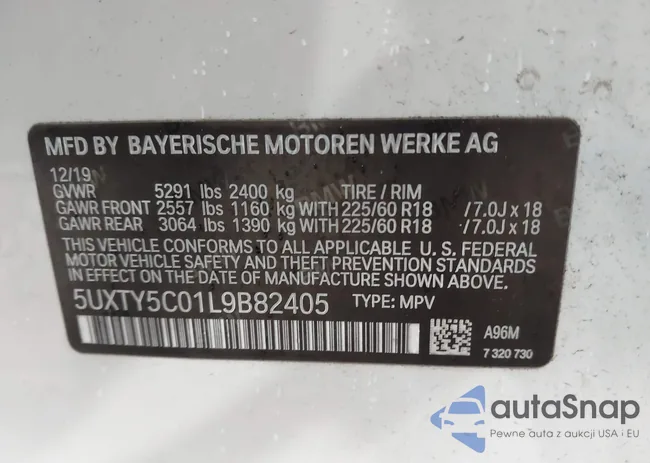 MFD BY BAYERISCHE MOTOREN WERKE AG
12/19
GVWR 5291 lbs 2400 kg TIRE / RIM
GAWR FRONT 2557 lbs 1160 kg WITH 225/60 R18 /7.0J x 18
GAWR REAR 3064 lbs 1390 kg WITH 225/60 R18 /7.0J x 18
THIS VEHICLE CONFORMS TO ALL APPLICABLE U.S. FEDERAL
MOTOR VEHICLE SAFETY AND THEFT PREVENTION STANDARDS
IN EFFECT ON THE DATE OF MANUFACTURE SHOWN ABOVE.
5UXTY5C01L9B82405 TYPE: MPV
A96M
7 320 730
autaSnap
Pewne auta z aukcji USA i EU